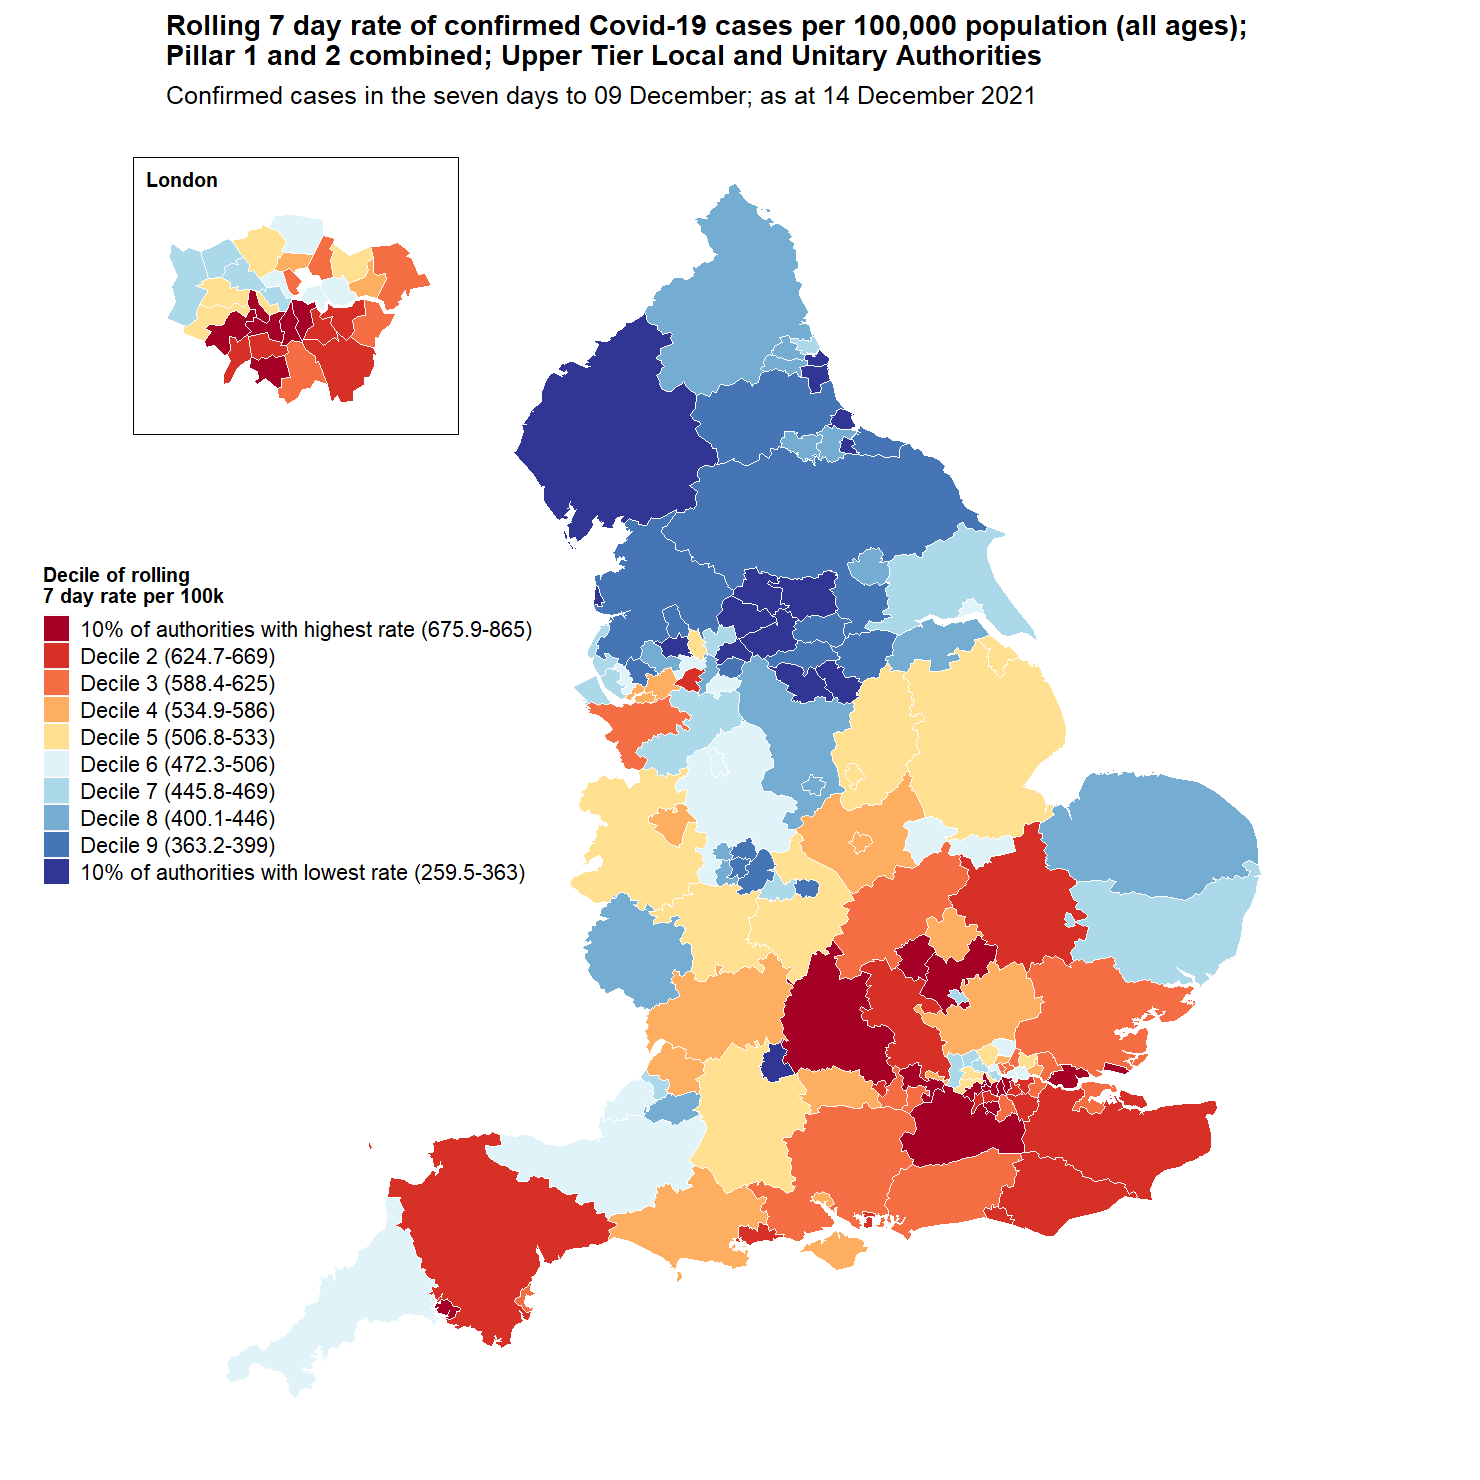 Rolling 7 day rate of confirmed Covid-19 cases per 100,000 population (all ages);
Pillar 1 and 2 combined; Upper Tier Local and Unitary Authorities
Confirmed cases in the seven days to 09 December; as at 14 December 2021
London
Decile of rolling
7 day rate per 100k
10% of authorities with highest rate (675.9-865)
Decile 2 (624.7-669)
Decile 3 (588.4-625)
Decile 4 (534.9-586)
Decile 5 (506.8-533)
Decile 6 (472.3-506)
Decile 7 (445.8-469)
Decile 8 (400.1-446)
Decile 9 (363.2-399)
10% of authorities with lowest rate (259.5-363)